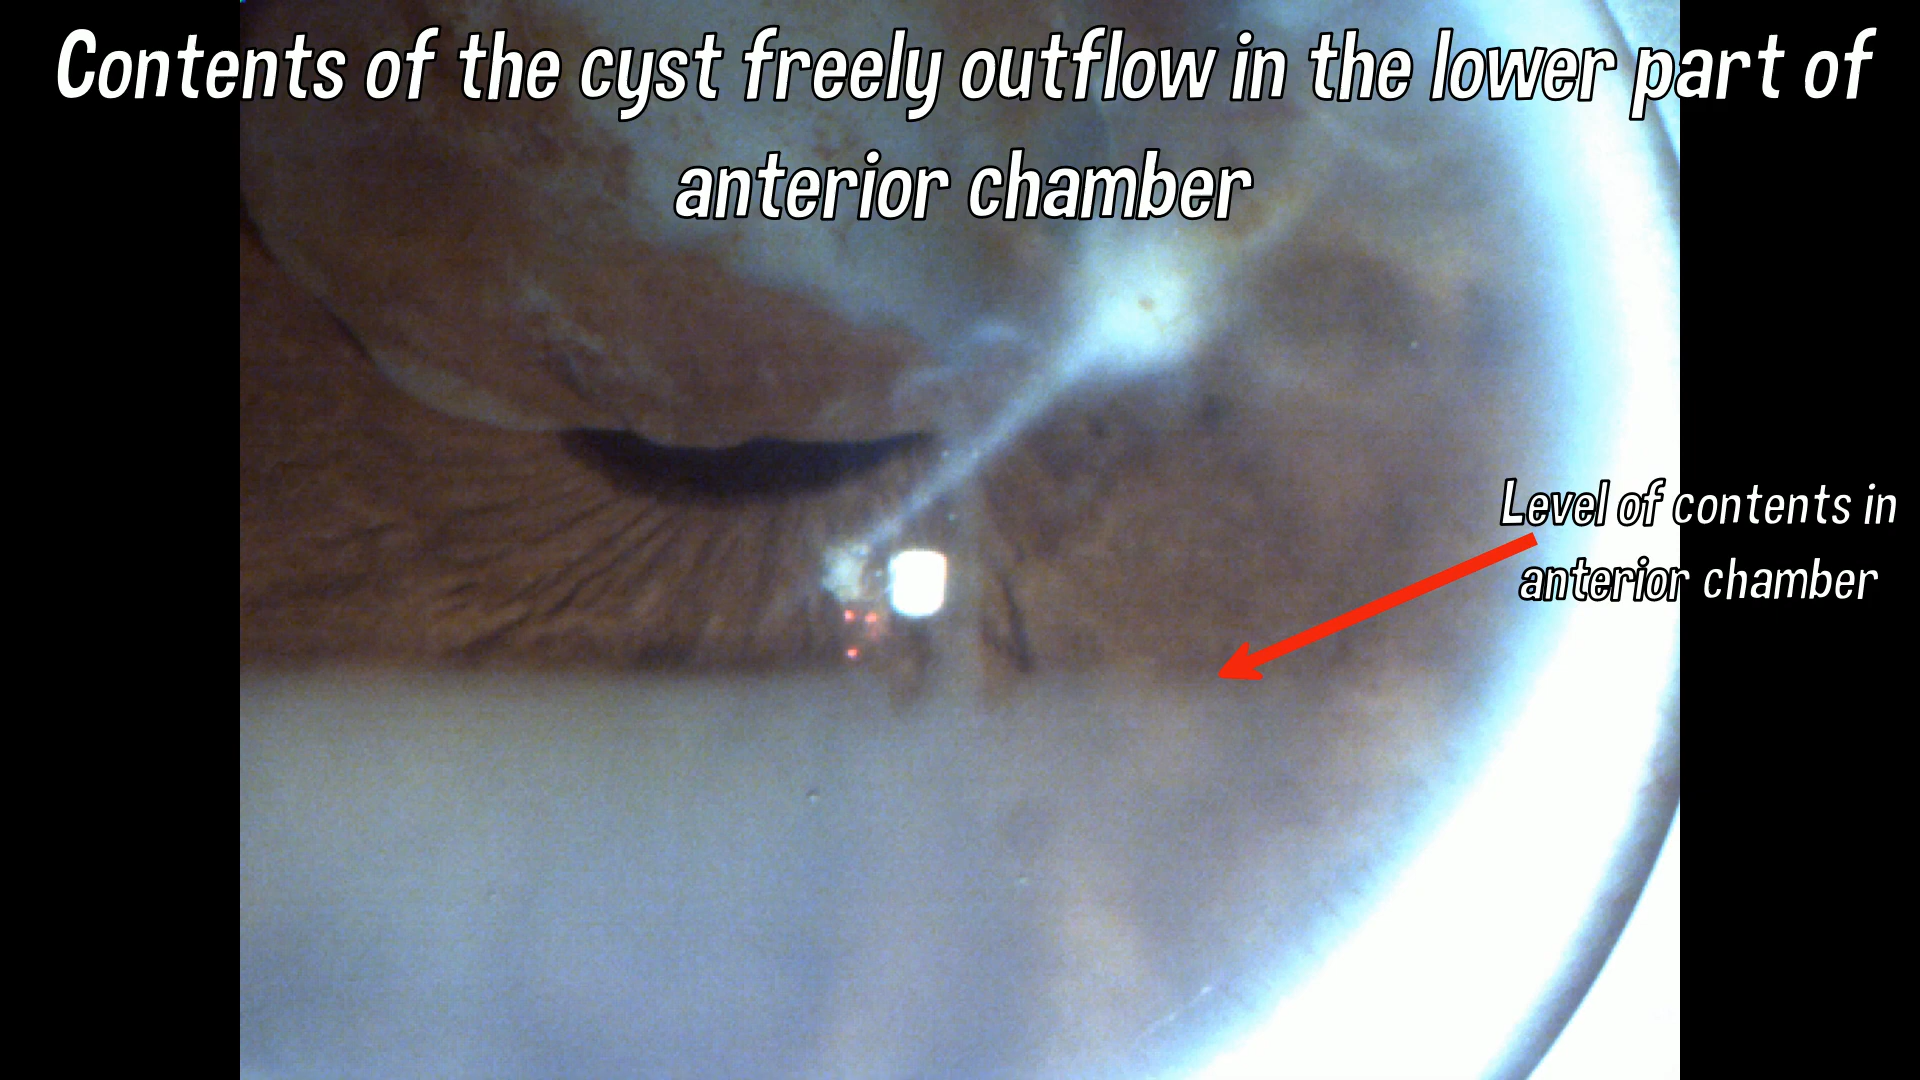 Contents of the cyst freely outflow in the lower part of
anterior chamber
Level of contents in
anterior chamber